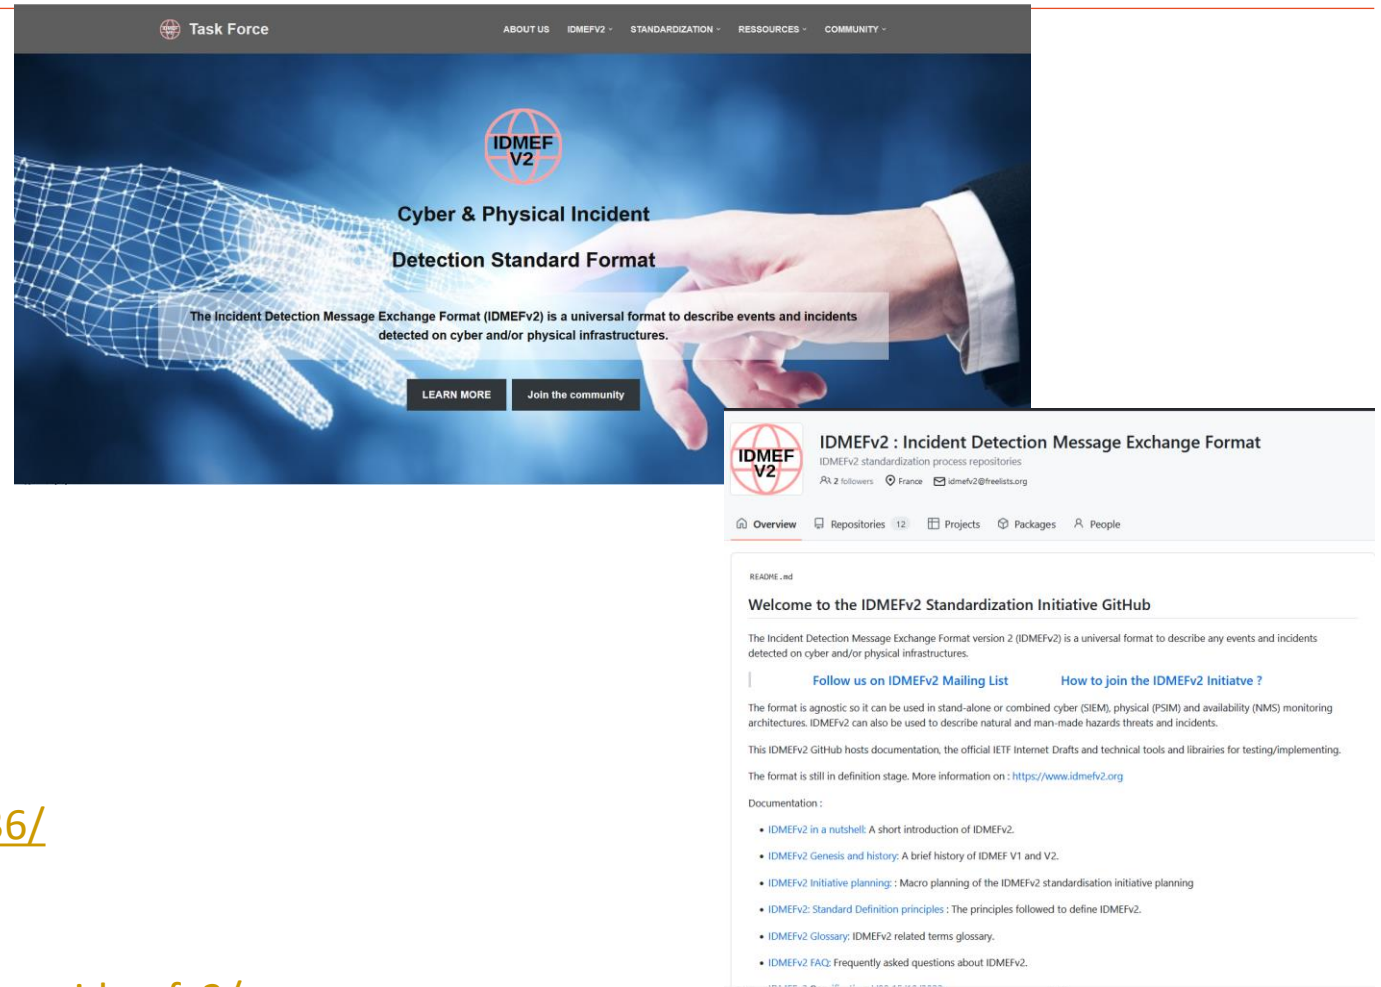 Task Force
ABOUT US IDMEFV2 STANDARDIZATION RESSOURCES COMMUNITY
IDMEF
V2
Cyber & Physical Incident
Detection Standard Format
The Incident Detection Message Exchange Format (IDMEFv2) is a universal format to describe events and incidents
detected on cyber and/or physical infrastructures.
LEARN MORE Join the community
IDMEF
V2
IDMEFv2 : Incident Detection Message Exchange Format
IDMEFv2 standardization process repositories
2 followers France idmefv2@freelists.org
Overview Repositories 12 Projects Packages People
README.md
Welcome to the IDMEFv2 Standardization Initiative GitHub
The Incident Detection Message Exchange Format version 2 (IDMEFv2) is a universal format to describe any events and incidents
detected on cyber and/or physical infrastructures.
Follow us on IDMEFv2 Mailing List How to join the IDMEFv2 Initiatve ?
The format is agnostic so it can be used in stand-alone or combined cyber (SIEM), physical (PSIM) and availability (NMS) monitoring
architectures. IDMEFv2 can also be used to describe natural and man-made hazards threats and incidents.
This IDMEFv2 GitHub hosts documentation, the official IETF Internet Drafts and technical tools and librairies for testing/implementing.
The format is still in definition stage. More information on : https://www.idmefv2.org
Documentation :
• IDMEFv2 in a nutshell: A short introduction of IDMEFv2.
• IDMEFv2 Genesis and history: A brief history of IDMEF V1 and V2.
• IDMEFv2 Initiative planning: : Macro planning of the IDMEFv2 standardisation initiative planning
• IDMEFv2: Standard Definition principles : The principles followed to define IDMEFv2.
• IDMEFv2 Glossary: IDMEFv2 related terms glossary.
• IDMEFv2 FAQ: Frequently asked questions about IDMEFv2.
6/